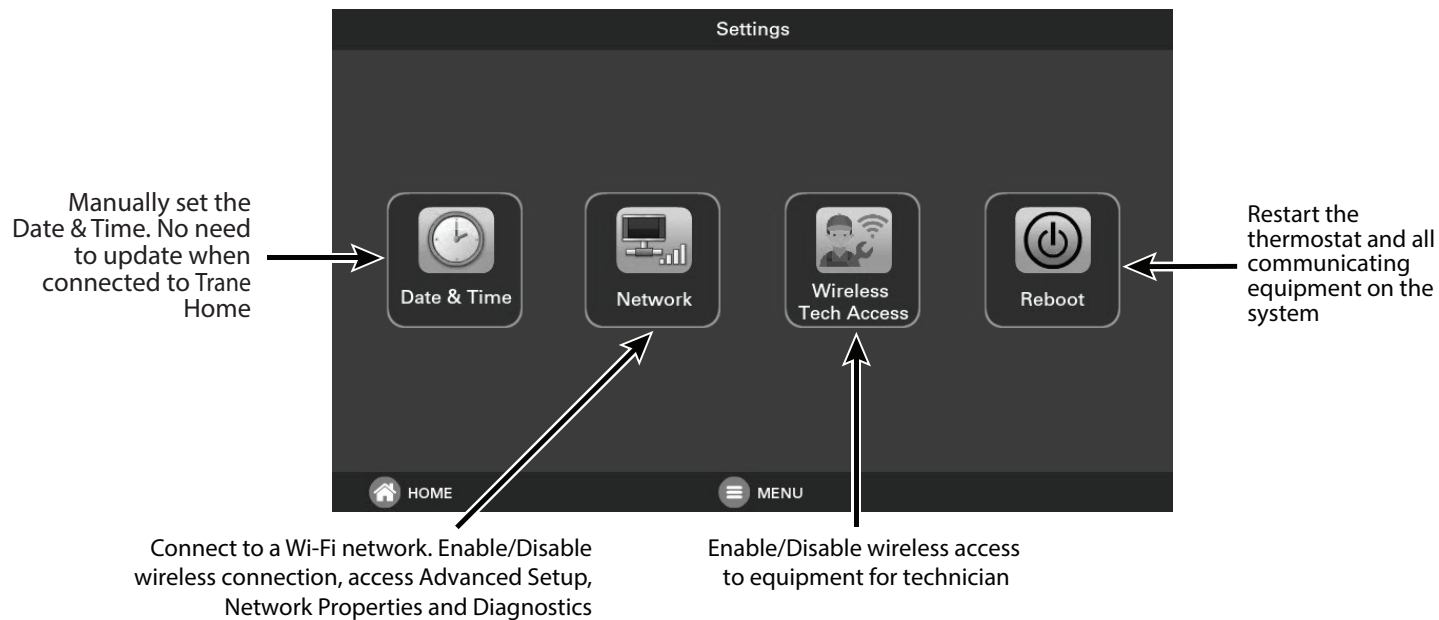 Settings
Manually set the
Date & Time. No need
to update when
connected to Trane
Home
Date & Time
Network
Wireless
Tech Access
Reboot
Restart the
thermostat and all
communicating
equipment on the
system
HOME
MENU
Connect to a Wi-Fi network. Enable/Disable
wireless connection, access Advanced Setup,
Network Properties and Diagnostics
Enable/Disable wireless access
to equipment for technician